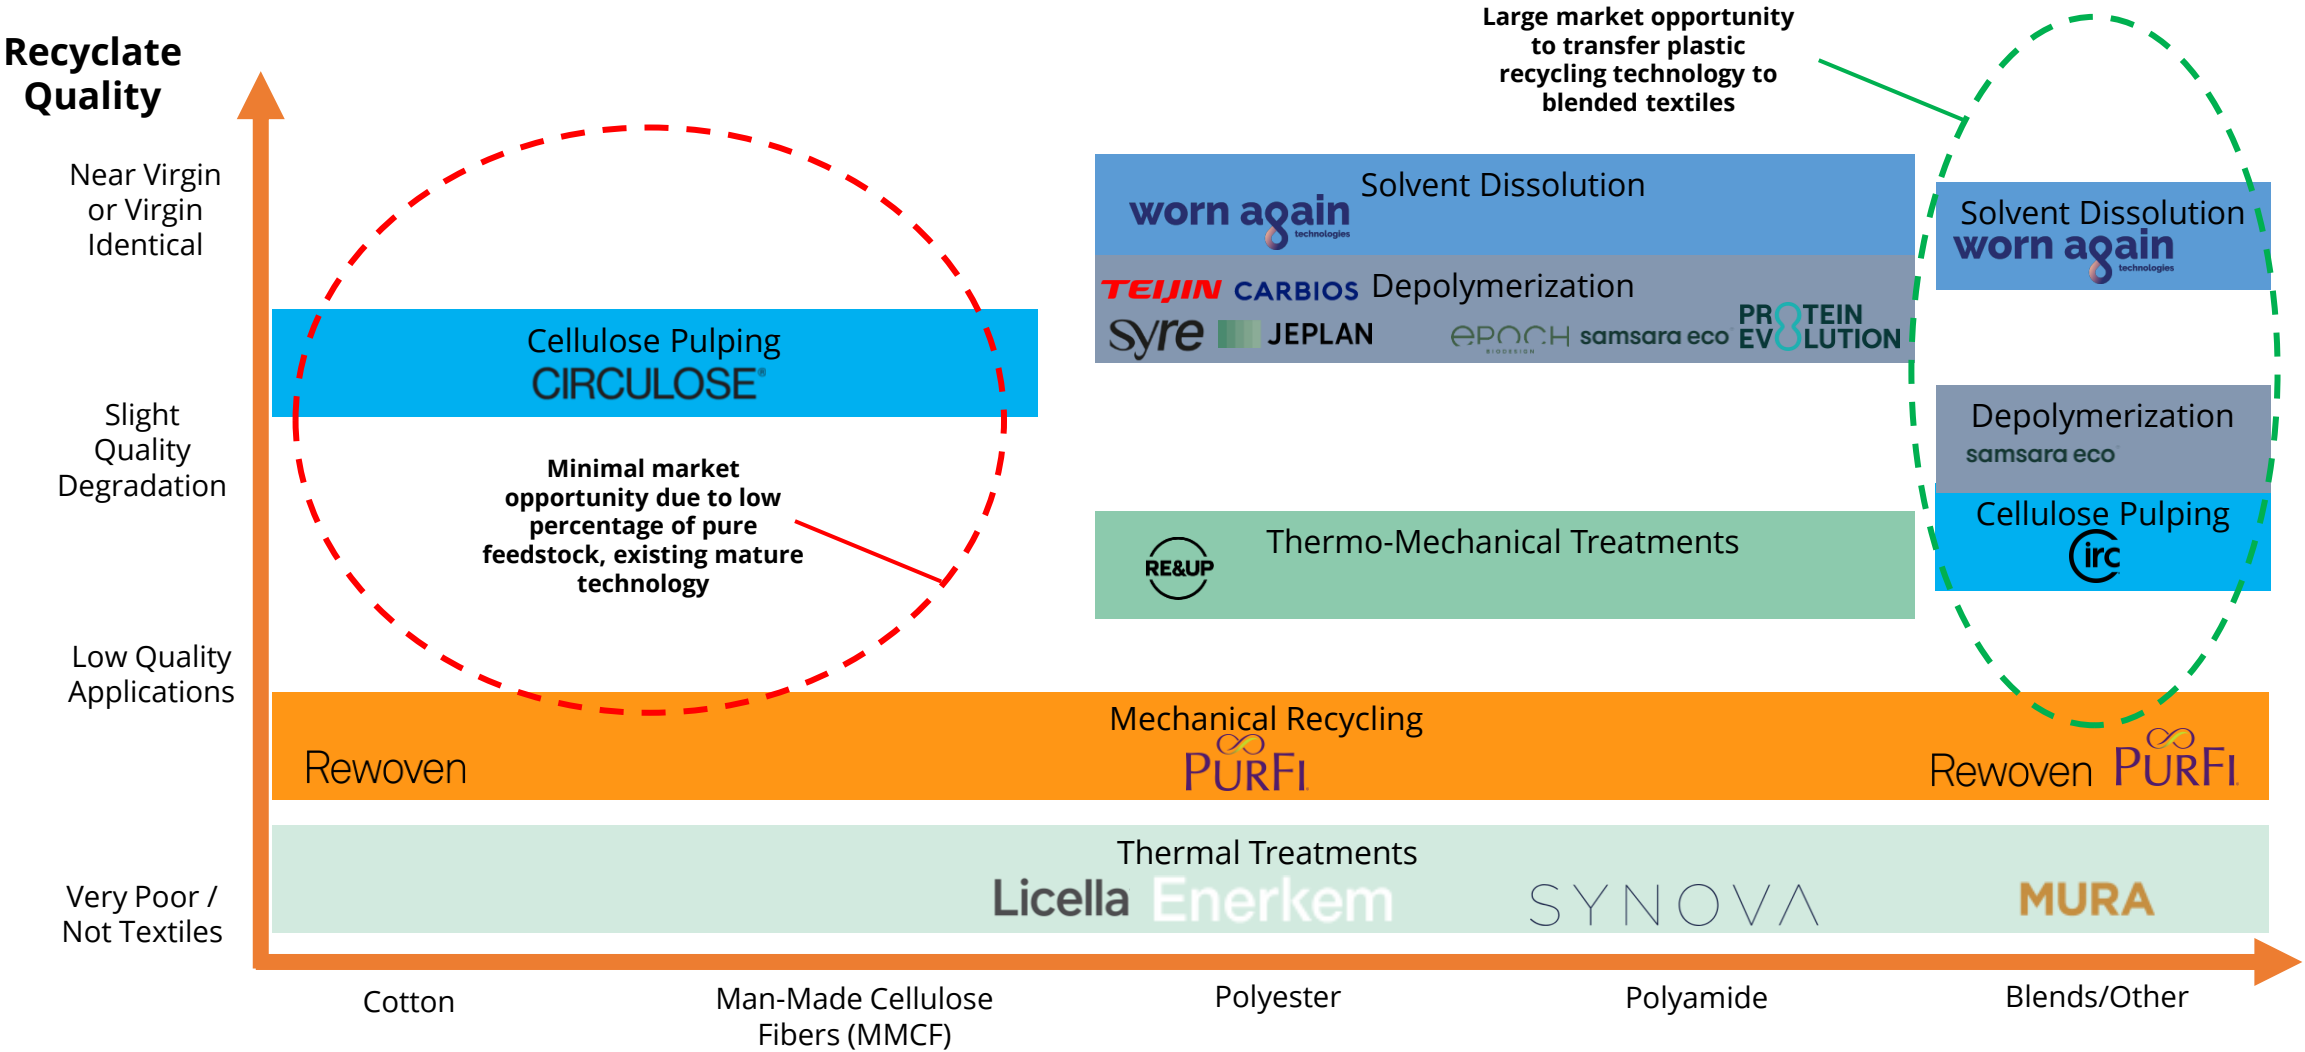 Large market opportunity
to transfer plastic
recycling technology to
blended textiles
Recyclate
Quality
Near Virgin
or Virgin
Identical
Slight
Quality
Degradation
Low Quality
Applications
Very Poor /
Not Textiles
Cellulose Pulping
CIRCULOSE®
Minimal market
opportunity due to low
percentage of pure
feedstock, existing mature
technology
Solvent Dissolution
worn again
technologies
TEIJIN CARBIOS Depolymerization
syre JEPLAN EPOCH samsara eco PROTEIN
BIODESIGN EVOLUTION
Thermo-Mechanical Treatments
RE&UP
Solvent Dissolution
worn again
technologies
Depolymerization
samsara eco
Cellulose Pulping
Circ
Mechanical Recycling
Rewoven PURFI Rewoven PURFI
Thermal Treatments
Licella Enerkem SYNOVA MURA
Cotton
Man-Made Cellulose
Fibers (MMCF)
Polyester
Polyamide
Blends/Other